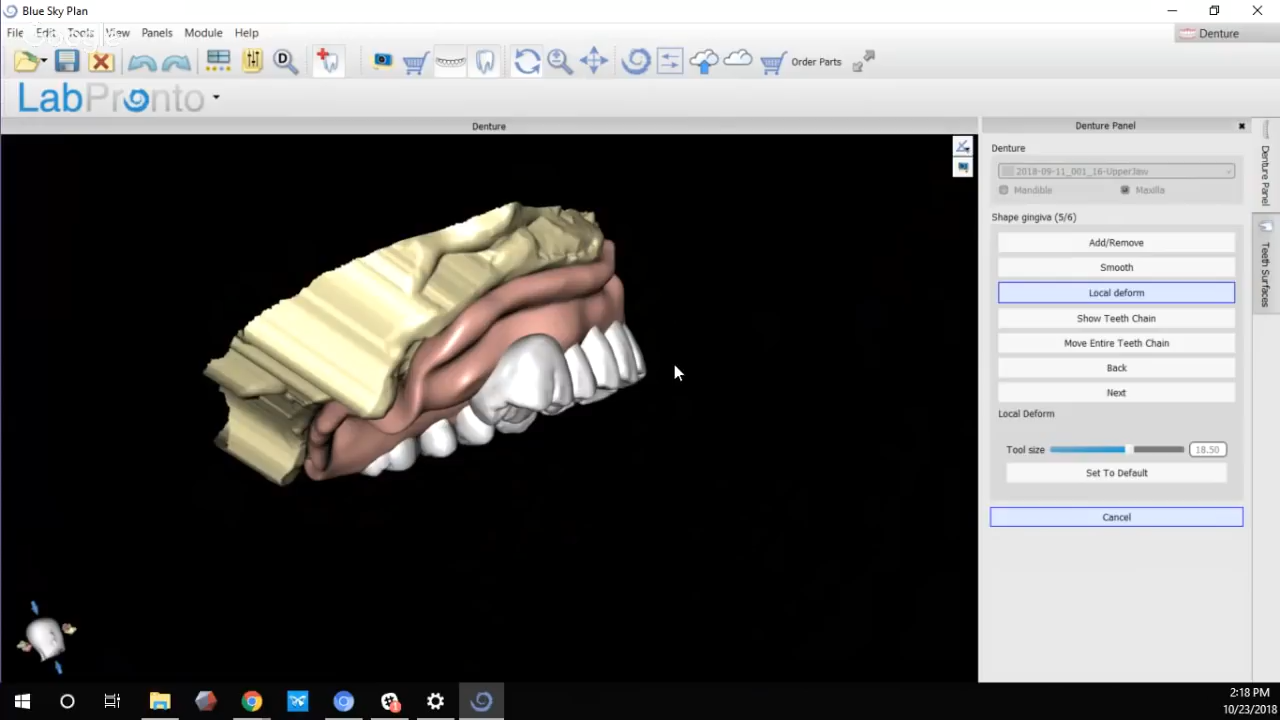 Blue Sky Plan
File Edit Tools View Panels Module Help
Google
Denture
D
Order Parts
LabPronto
Denture
Denture Panel
Denture
2018-09-11_001_16-UpperJaw
Mandible Maxilla
Shape gingiva (5/6)
Add/Remove
Smooth
Local deform
Show Teeth Chain
Move Entire Teeth Chain
Back
Next
Local Deform
Tool size 18.50
Set To Default
Cancel
Denture Panel
Teeth Surfaces
2:18 PM
10/23/2018